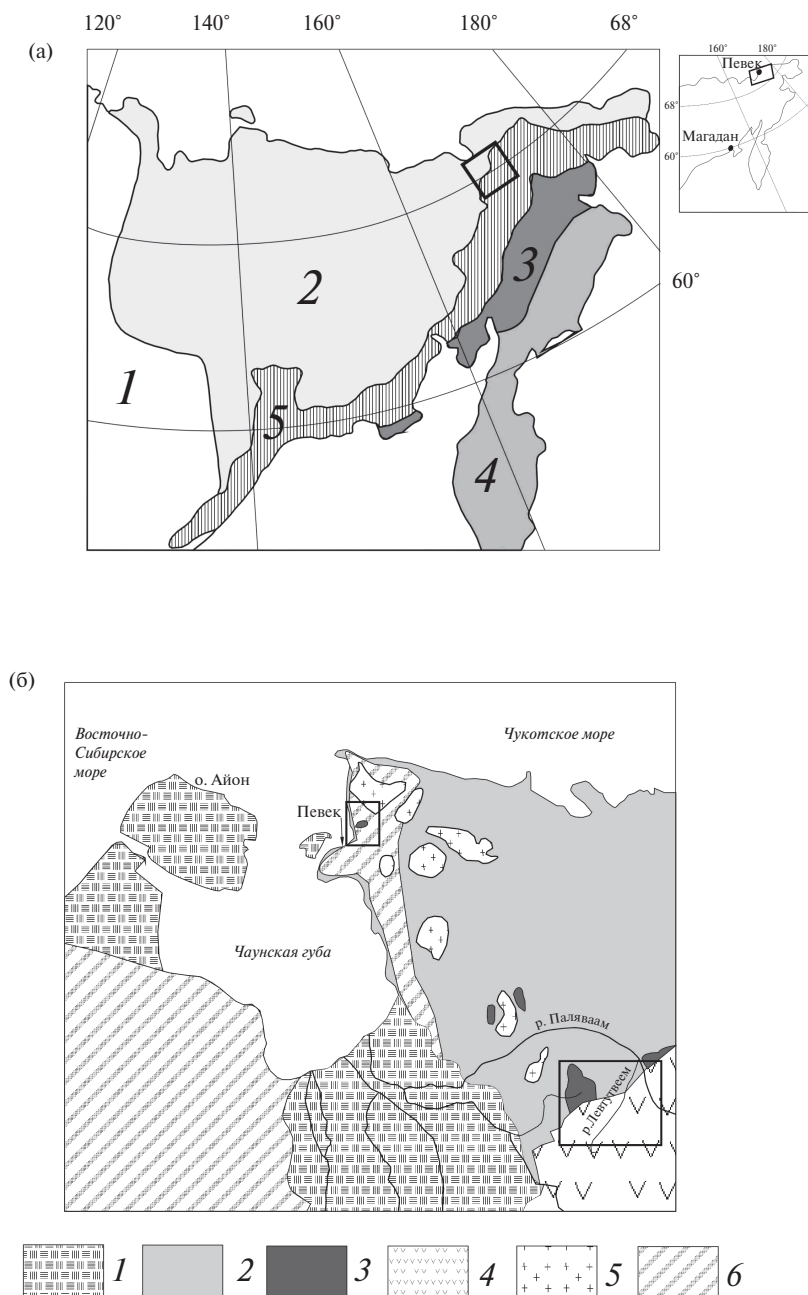 120˚ 140˚ 160˚ 180˚ 68˚
(а)
160˚ 180˚
Певек
68˚
Магадан
60˚
60˚
1
2
3
4
5
(б)
Восточно-
Сибирское
море
Чукотское море
о. Айон
Певек
Чаунская губа
р. Паляваам
р.Левтутвеем
1 2 3 4 5 6